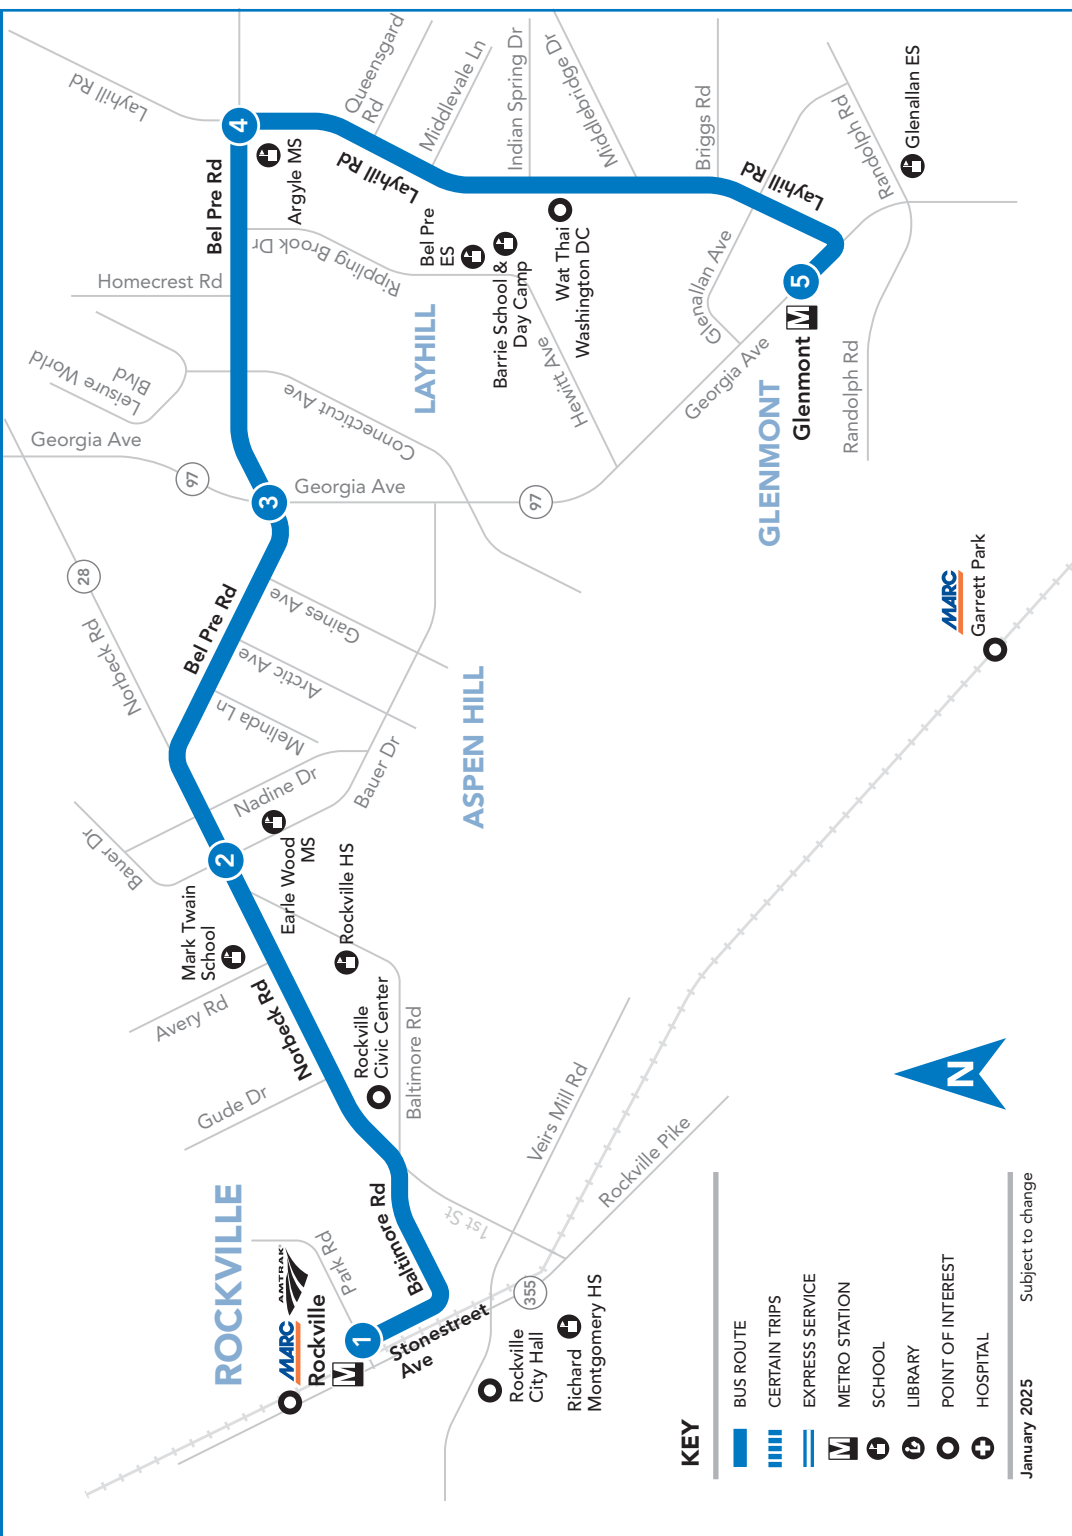 ROCKVILLE
MARC
AMTRAK
Rockville
M
1
Park Rd
Stonestreet
Ave
Baltimore Rd
1st St
355
Rockville
City Hall
Richard
Montgomery HS
Rockville Pike
Veirs Mill Rd
Gude Dr
Avery Rd
Norbeck Rd
Rockville
Civic Center
Baltimore Rd
Rockville HS
Mark Twain
School
Earle Wood
MS
2
Bauer Dr
Nadine Dr
Bauer Dr
Norbeck Rd
28
Bel Pre Rd
Melinda Ln
Arctic Ave
Gaines Ave
ASPEN HILL
3
Georgia Ave
97
Georgia Ave
97
Leisure World
Blvd
Connecticut Ave
Homecrest Rd
Bel Pre Rd
Rippling Brook Dr
LAYHILL
4
Layhill Rd
Argyle MS
Queensgard
Rd
Layhill Rd
Middlevale Ln
Bel Pre
ES
Barrie School &
Day Camp
Indian Spring Dr
Middlebridge Dr
Wat Thai
Washington DC
Hewitt Ave
Briggs Rd
Layhill Rd
Glenallan Ave
Georgia Ave
Randolph Rd
Glenallan ES
5
M
Glenmont
GLENMONT
Randolph Rd
MARC
Garrett Park
N
KEY
BUS ROUTE
CERTAIN TRIPS
EXPRESS SERVICE
M METRO STATION
SCHOOL
LIBRARY
POINT OF INTEREST
HOSPITAL
January 2025
Subject to change